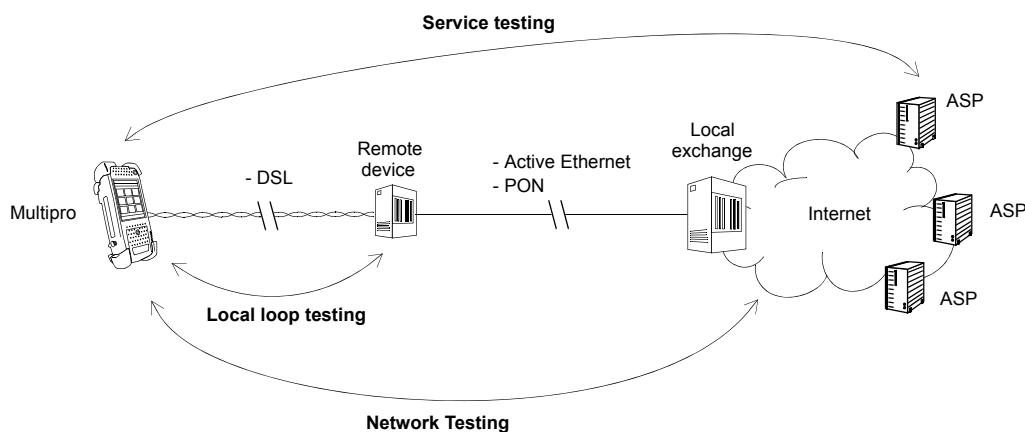 Service testing
ASP
Local
exchange
Remote
device
- Active Ethernet
- PON
- DSL
Multipro
Internet
ASP
ASP
Local loop testing
Network Testing